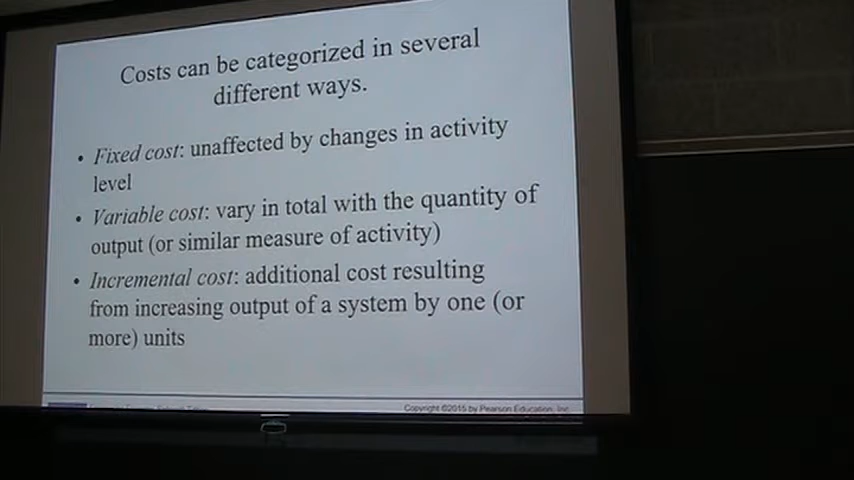 Costs can be categorized in several
different ways.
• Fixed cost: unaffected by changes in activity
level
• Variable cost: vary in total with the quantity of
output (or similar measure of activity)
• Incremental cost: additional cost resulting
from increasing output of a system by one (or
more) units
Copyright ©2015 by Pearson Education, Inc.